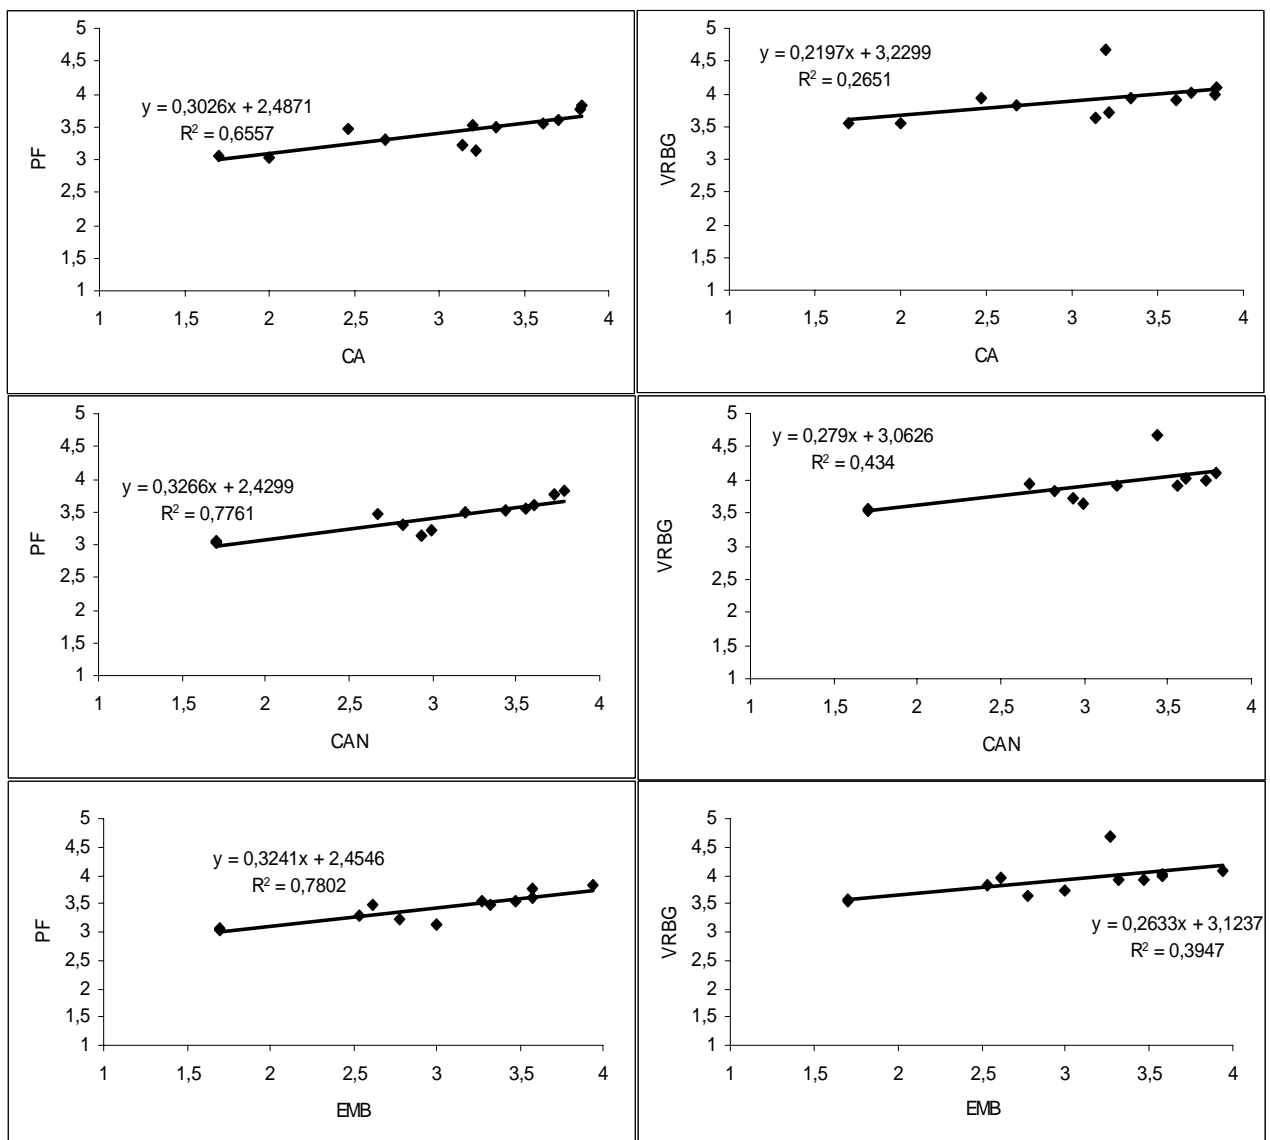 5
4,5
4
3,5
3
2,5
2
1,5
1
PF
y = 0,3026x + 2,4871
R² = 0,6557
1 1,5 2 2,5 3 3,5 4
CA
5
4,5
4
3,5
3
2,5
2
1,5
1
VRBG
y = 0,2197x + 3,2299
R² = 0,2651
1 1,5 2 2,5 3 3,5 4
CA
5
4,5
4
3,5
3
2,5
2
1,5
1
PF
y = 0,3266x + 2,4299
R² = 0,7761
1 1,5 2 2,5 3 3,5 4
CAN
5
4,5
4
3,5
3
2,5
2
1,5
1
VRBG
y = 0,279x + 3,0626
R² = 0,434
1 1,5 2 2,5 3 3,5 4
CAN
5
4,5
4
3,5
3
2,5
2
1,5
1
PF
y = 0,3241x + 2,4546
R² = 0,7802
1 1,5 2 2,5 3 3,5 4
EMB
5
4,5
4
3,5
3
2,5
2
1,5
1
VRBG
y = 0,2633x + 3,1237
R² = 0,3947
1 1,5 2 2,5 3 3,5 4
EMB